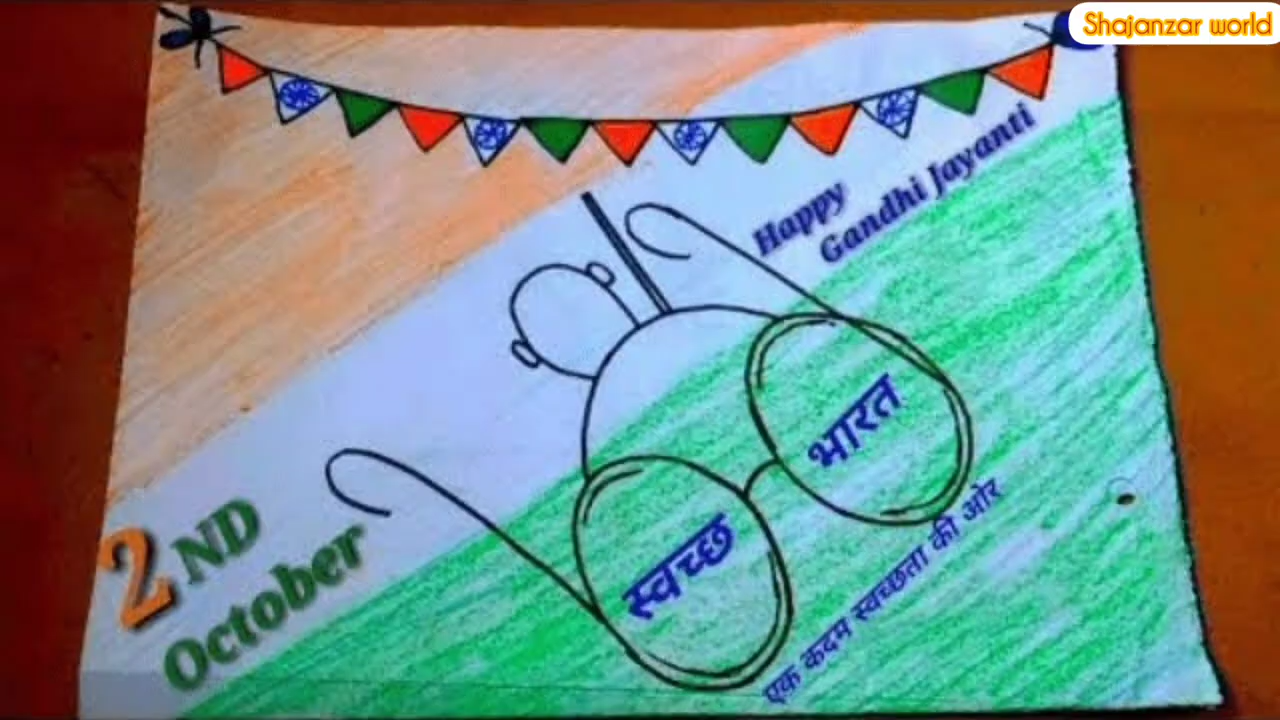 Shajanzar world
Happy
Gandhi Jayanti
2ND
October
स्वच्छ
भारत
एक कदम स्वच्छता की ओर